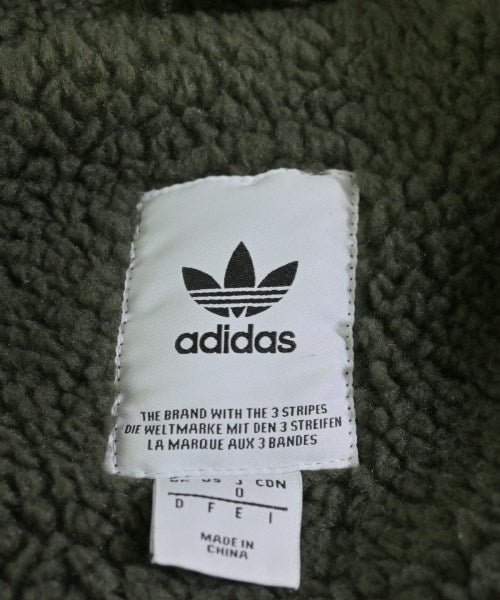 adidas
THE BRAND WITH THE 3 STRIPES
DIE WELTMARKE MIT DEN 3 STREIFEN
LA MARQUE AUX 3 BANDES
J CDN
O
D F E I
MADE IN
CHINA